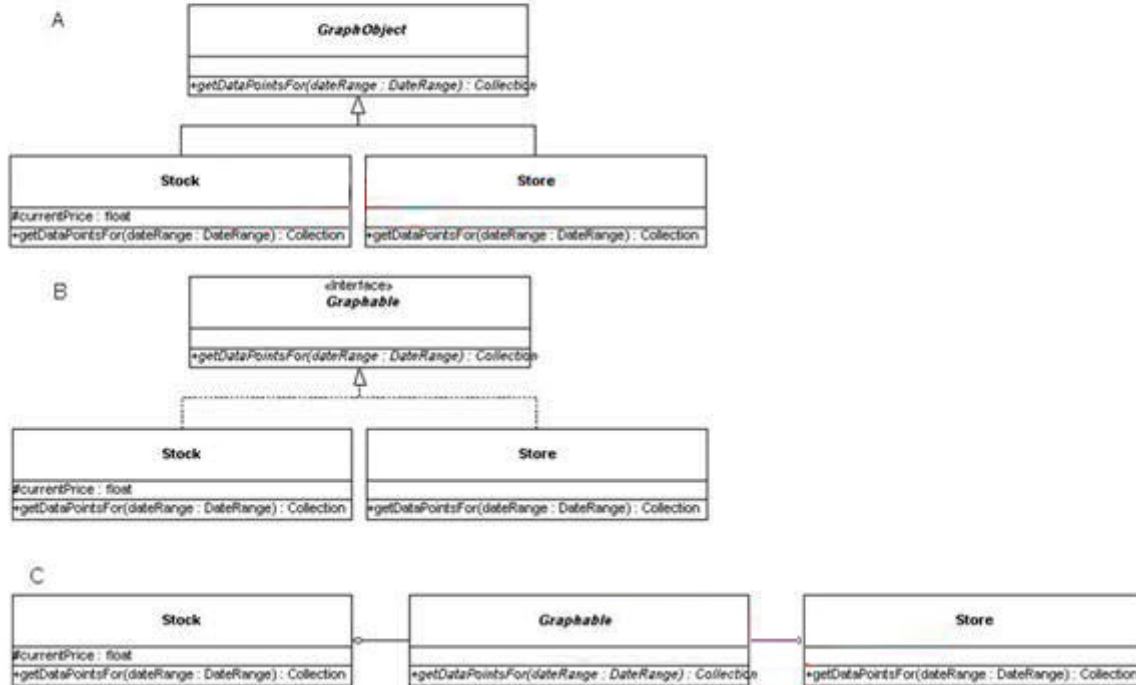 A
GraphObject
+getDataPointsFor(dateRange : DateRange) : Collection
Stock
Store
#currentPrice : float
+getDataPointsFor(dateRange : DateRange) : Collection
+getDataPointsFor(dateRange : DateRange) : Collection
B
«Interface»
Graphable
+getDataPointsFor(dateRange : DateRange) : Collection
Stock
Store
#currentPrice : float
+getDataPointsFor(dateRange : DateRange) : Collection
+getDataPointsFor(dateRange : DateRange) : Collection
C
Stock
Graphable
Store
#currentPrice : float
+getDataPointsFor(dateRange : DateRange) : Collection
+getDataPointsFor(dateRange : DateRange) : Collection
+getDataPointsFor(dateRange : DateRange) : Collection